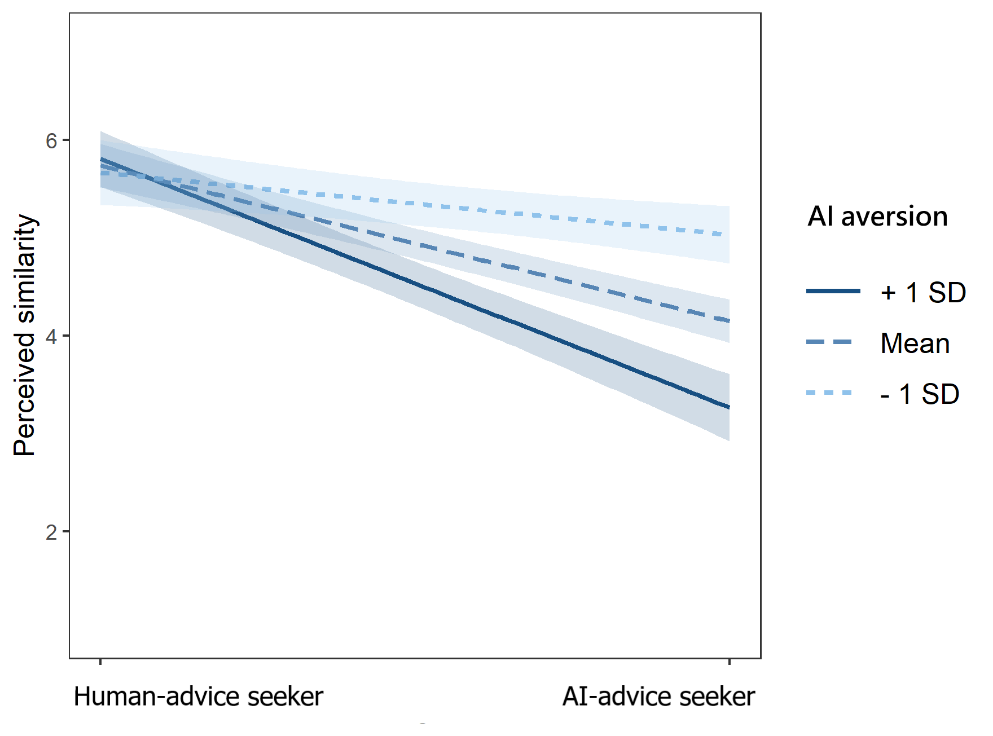 6
4
2
Perceived similarity
Human-advice seeker
AI-advice seeker
AI aversion
+ 1 SD
Mean
- 1 SD